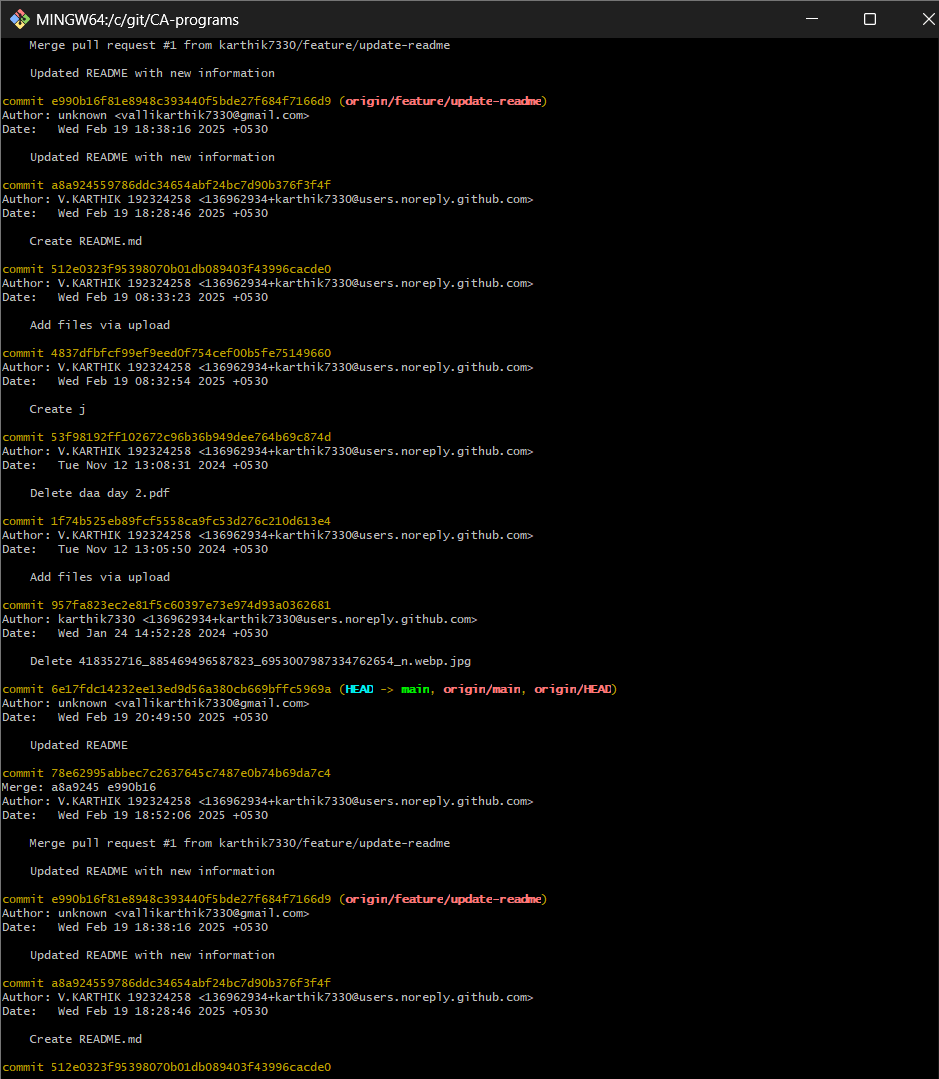 MINGW64:/c/git/CA-programs
Merge pull request #1 from karthik7330/feature/update-readme
Updated README with new information
commit e990b16f81e8948c393440f5bde27f684f7166d9 (origin/feature/update-readme)
Author: unknown <vallikarthik7330@gmail.com>
Date:   Wed Feb 19 18:38:16 2025 +0530
Updated README with new information
commit a8a924559786ddc34654abf24bc7d90b376f3f4f
Author: V.KARTHIK 192324258 <136962934+karthik7330@users.noreply.github.com>
Date:   Wed Feb 19 18:28:46 2025 +0530
Create README.md
commit 512e0323f95398070b01db089403f43996cacde0
Author: V.KARTHIK 192324258 <136962934+karthik7330@users.noreply.github.com>
Date:   Wed Feb 19 08:33:23 2025 +0530
Add files via upload
commit 4837dfbfcf99ef9eed0f754cef00b5fe75149660
Author: V.KARTHIK 192324258 <136962934+karthik7330@users.noreply.github.com>
Date:   Wed Feb 19 08:32:54 2025 +0530
Create j
commit 53f98192ff102672c96b36b949dee764b69c874d
Author: V.KARTHIK 192324258 <136962934+karthik7330@users.noreply.github.com>
Date:   Tue Nov 12 13:08:31 2024 +0530
Delete daa day 2.pdf
commit 1f74b525eb89fcf5558ca9fc53d276c210d613e4
Author: V.KARTHIK 192324258 <136962934+karthik7330@users.noreply.github.com>
Date:   Tue Nov 12 13:05:50 2024 +0530
Add files via upload
commit 957fa823ec2e81f5c60397e73e974d93a0362681
Author: karthik7330 <136962934+karthik7330@users.noreply.github.com>
Date:   Wed Jan 24 14:52:28 2024 +0530
Delete 418352716_885469496587823_6953007987334762654_n.webp.jpg
commit 6e17fdc14232ee13ed9d56a380cb669bffc5969a (HEAD -> main, origin/main, origin/HEAD)
Author: unknown <vallikarthik7330@gmail.com>
Date:   Wed Feb 19 20:49:50 2025 +0530
Updated README
commit 78e62995abbec7c2637645c7487e0b74b69da7c4
Merge: a8a9245 e990b16
Author: V.KARTHIK 192324258 <136962934+karthik7330@users.noreply.github.com>
Date:   Wed Feb 19 18:52:06 2025 +0530
Merge pull request #1 from karthik7330/feature/update-readme
Updated README with new information
commit e990b16f81e8948c393440f5bde27f684f7166d9 (origin/feature/update-readme)
Author: unknown <vallikarthik7330@gmail.com>
Date:   Wed Feb 19 18:38:16 2025 +0530
Updated README with new information
commit a8a924559786ddc34654abf24bc7d90b376f3f4f
Author: V.KARTHIK 192324258 <136962934+karthik7330@users.noreply.github.com>
Date:   Wed Feb 19 18:28:46 2025 +0530
Create README.md
commit 512e0323f95398070b01db089403f43996cacde0